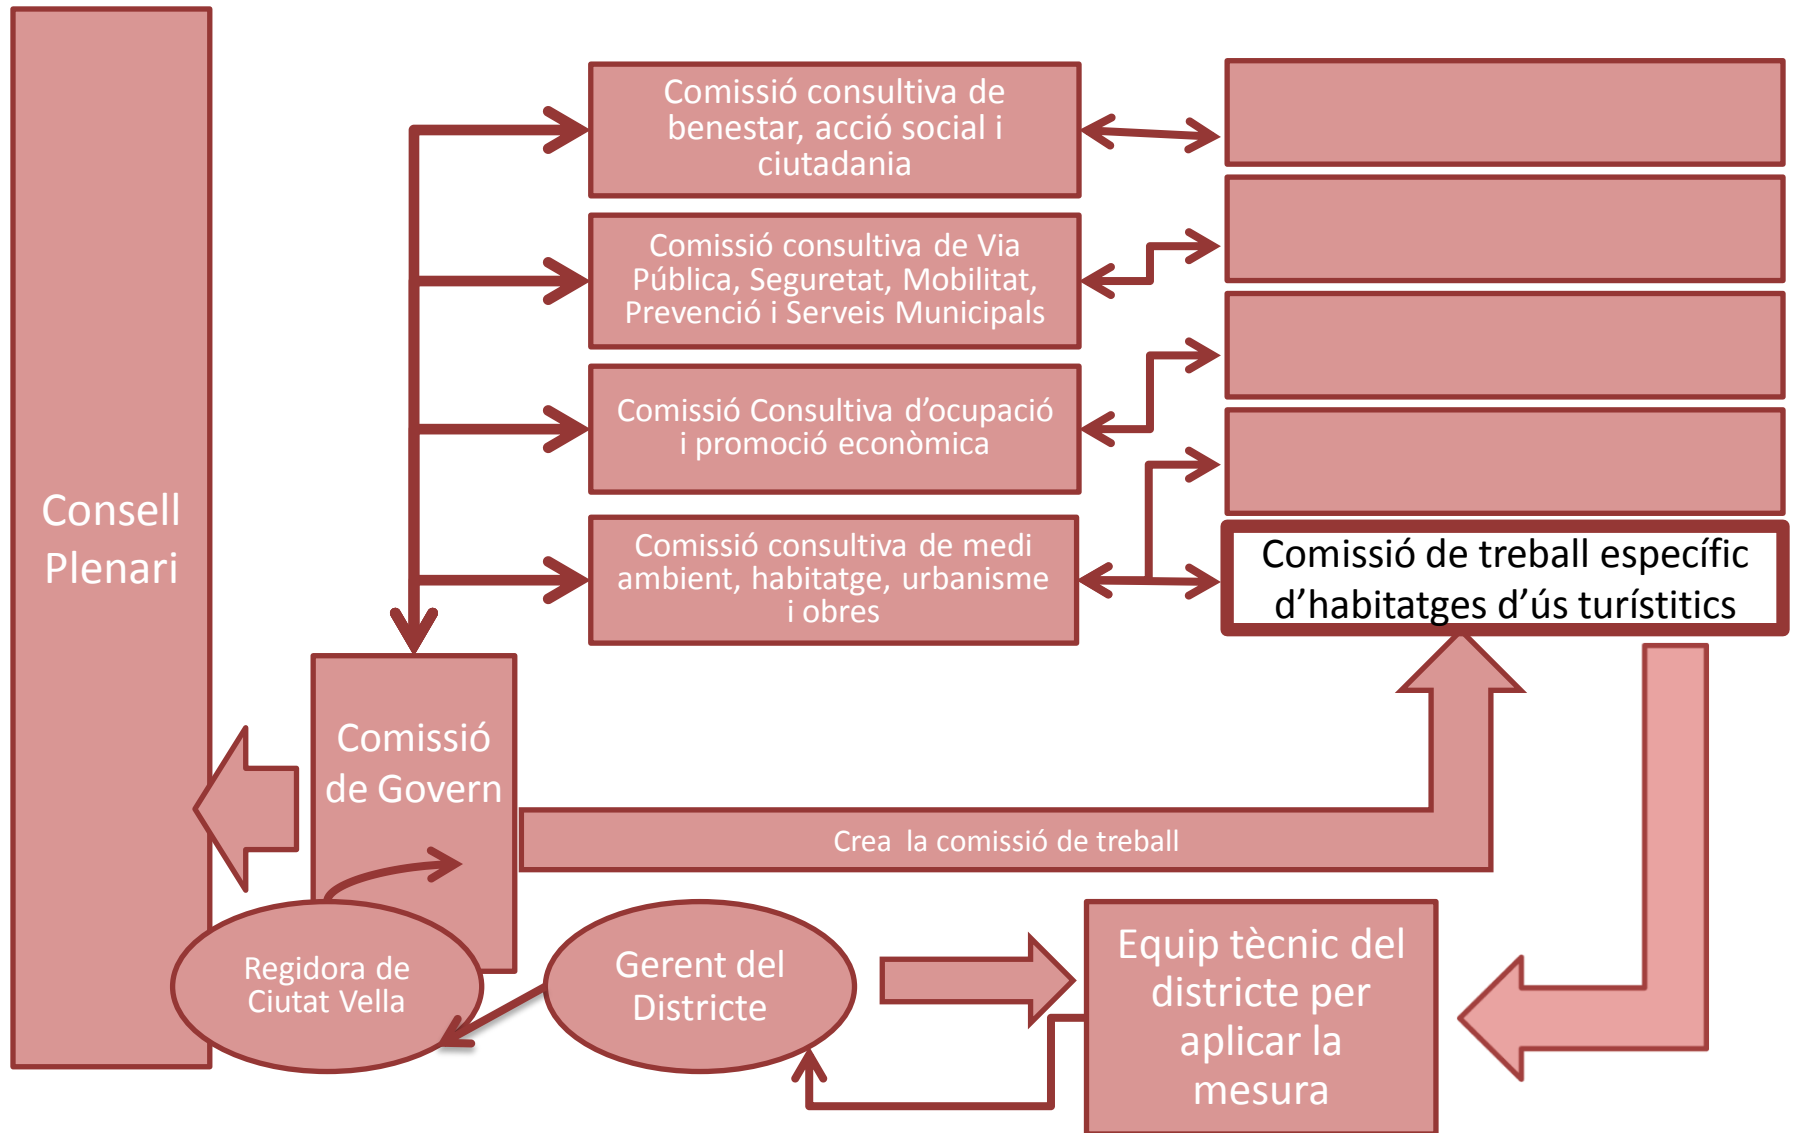 Consell
Plenari
Comissió consultiva de
benestar, acció social i
ciutadania
Comissió consultiva de Via
Pública, Seguretat, Mobilitat,
Prevenció i Serveis Municipals
Comissió Consultiva d’ocupació
i promoció econòmica
Comissió consultiva de medi
ambient, habitatge, urbanisme
i obres
Comissió de treball específic
d’habitatges d’ús turístitics
Comissió
de Govern
Crea la comissió de treball
Regidora de
Ciutat Vella
Gerent del
Districte
Equip tècnic del
districte per
aplicar la
mesura